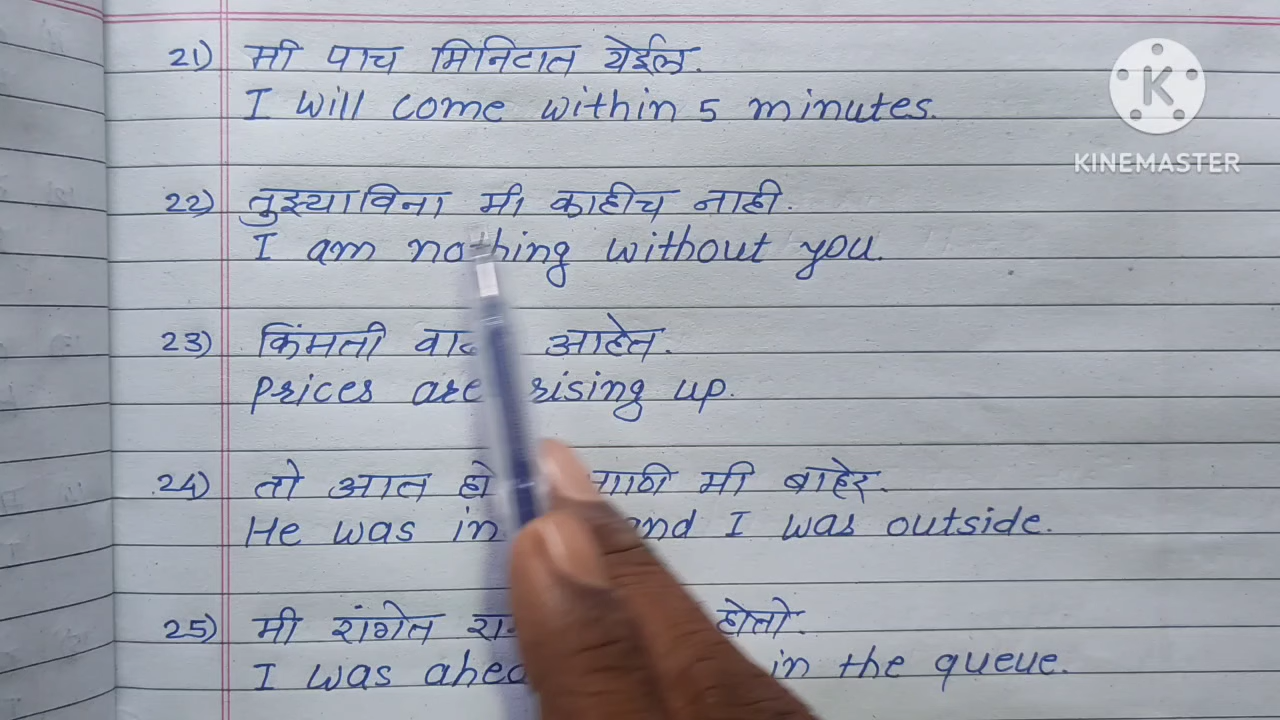 21) मी पाच मिनिटात येईल.
I will come within 5 minutes.
K
KINEMASTER
22) तुझ्याविना मी काहीच नाही.
I am nothing without you.
23) किंमती आहेत.
Prices are rising up.
24) तो आत मी बाहेर.
He was and I was outside.
25) मी रांगेत होतो.
I was in the queue.